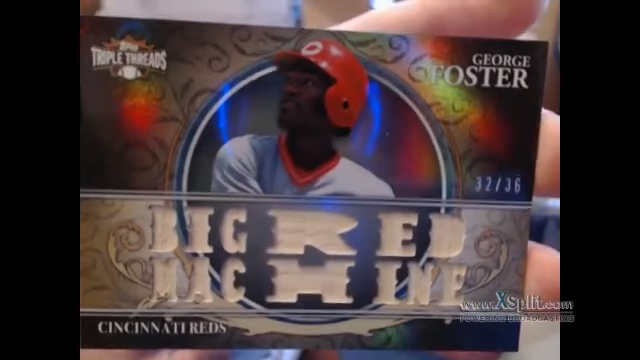 Topps
TRIPLE THREADS
GEORGE
FOSTER
32/36
BIG RED
MACHINE
CINCINNATI REDS
www.XSplit.com
POWERING BROADCASTING